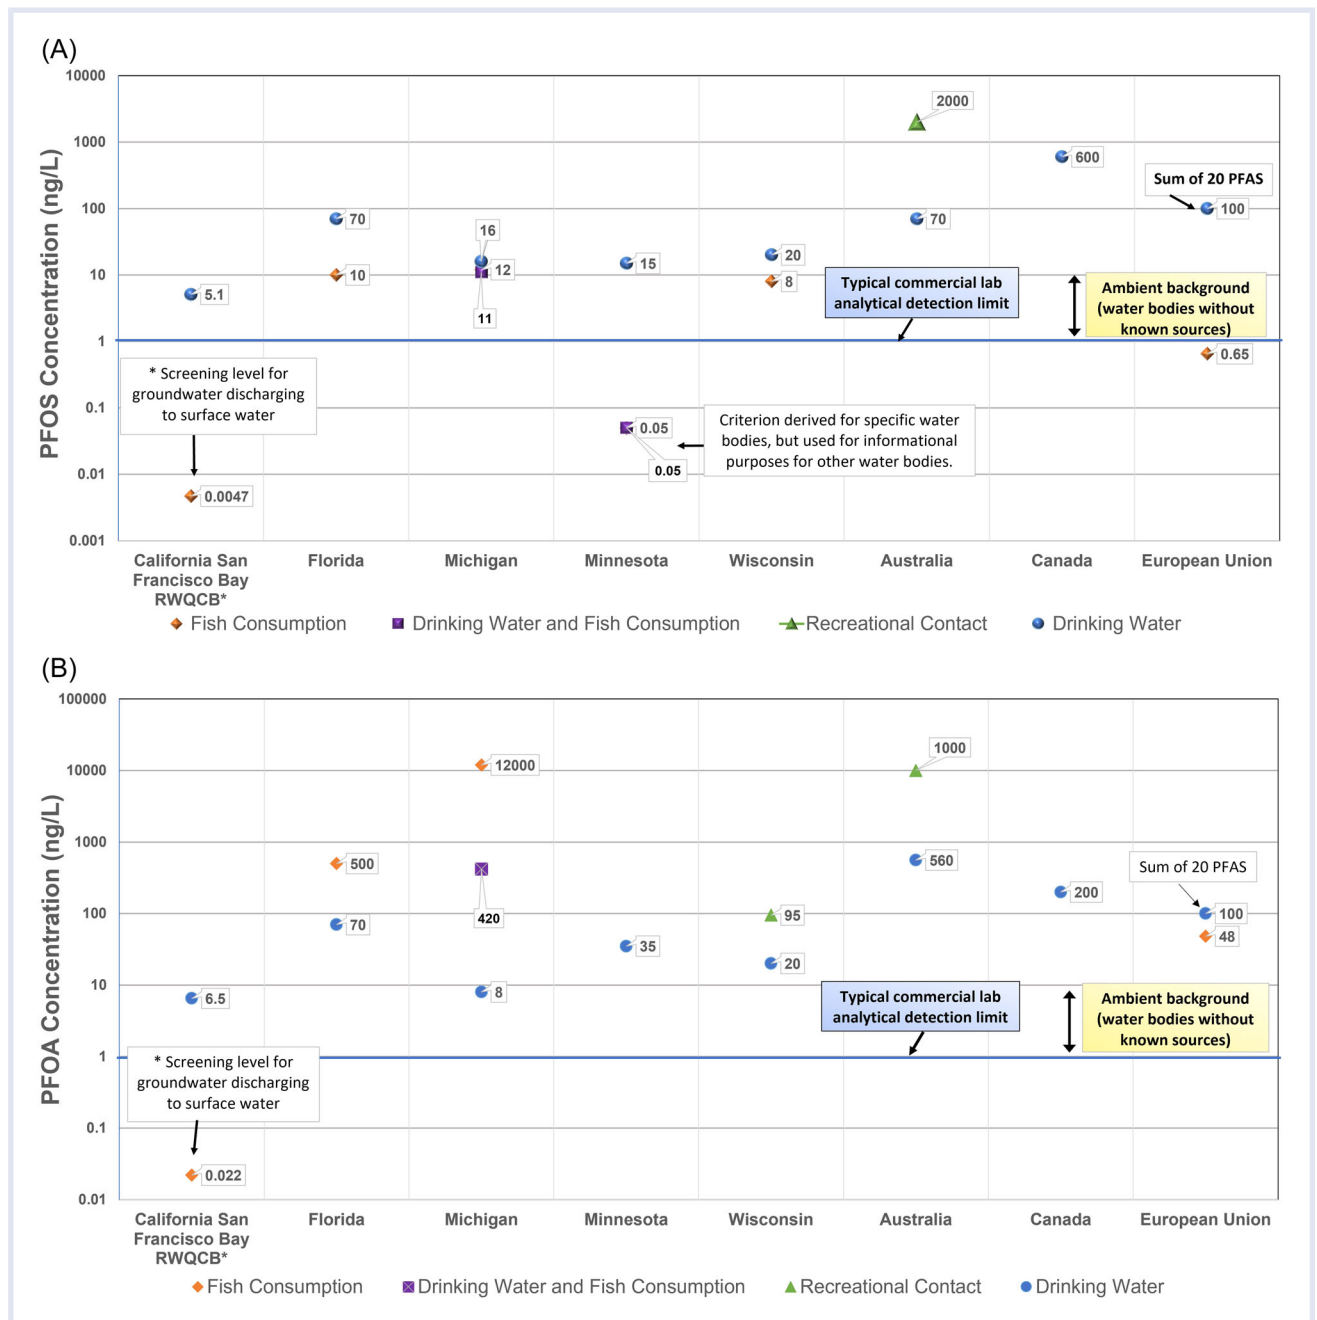 (A)
PFOS Concentration (ng/L)
10000
1000
100
10
1
0.1
0.01
0.001
5.1
0.0047
* Screening level for
groundwater discharging
to surface water
70
10
16
12
11
15
0.05
0.05
Criterion derived for specific water
bodies, but used for informational
purposes for other water bodies.
20
8
2000
70
Typical commercial lab
analytical detection limit
600
Sum of 20 PFAS
100
Ambient background
(water bodies without
known sources)
0.65
California San
Francisco Bay
RWQCB*
Florida
Michigan
Minnesota
Wisconsin
Australia
Canada
European Union
Fish Consumption
Drinking Water and Fish Consumption
Recreational Contact
Drinking Water
(B)
PFOA Concentration (ng/L)
100000
10000
1000
100
10
1
0.1
0.01
6.5
* Screening level for
groundwater discharging
to surface water
0.022
500
70
12000
420
8
35
95
20
1000
560
Typical commercial lab
analytical detection limit
200
Sum of 20 PFAS
100
48
Ambient background
(water bodies without
known sources)
California San
Francisco Bay
RWQCB*
Florida
Michigan
Minnesota
Wisconsin
Australia
Canada
European Union
Fish Consumption
Drinking Water and Fish Consumption
Recreational Contact
Drinking Water